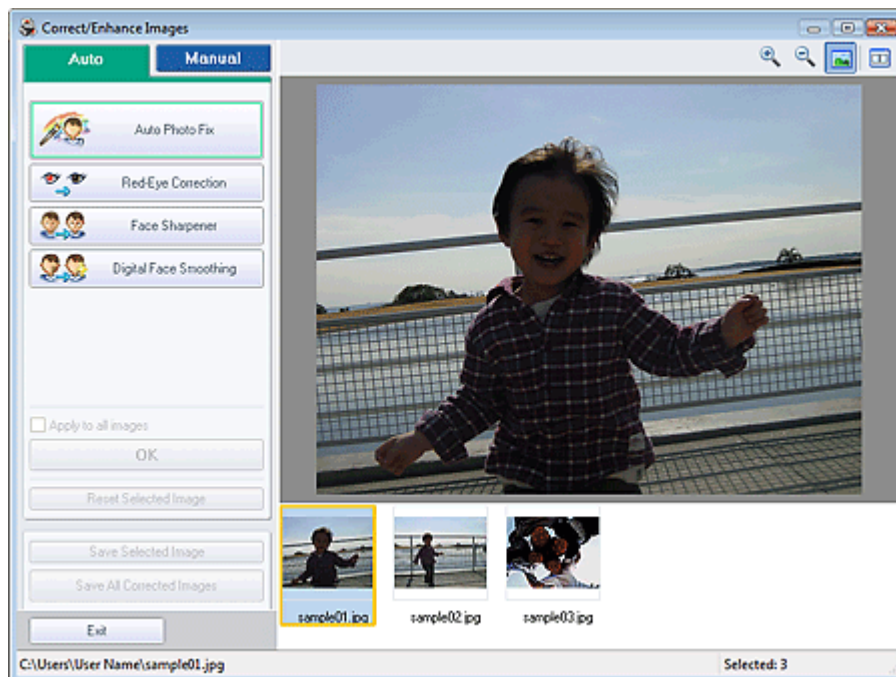 Correct/Enhance Images
Auto
Manual
Auto Photo Fix
Red-Eye Correction
Face Sharpener
Digital Face Smoothing
Apply to all images
OK
Reset Selected Image
Save Selected Image
Save All Corrected Images
Exit
sample01.jpg
sample02.jpg
sample03.jpg
C:\Users\User Name\sample01.jpg
Selected: 3